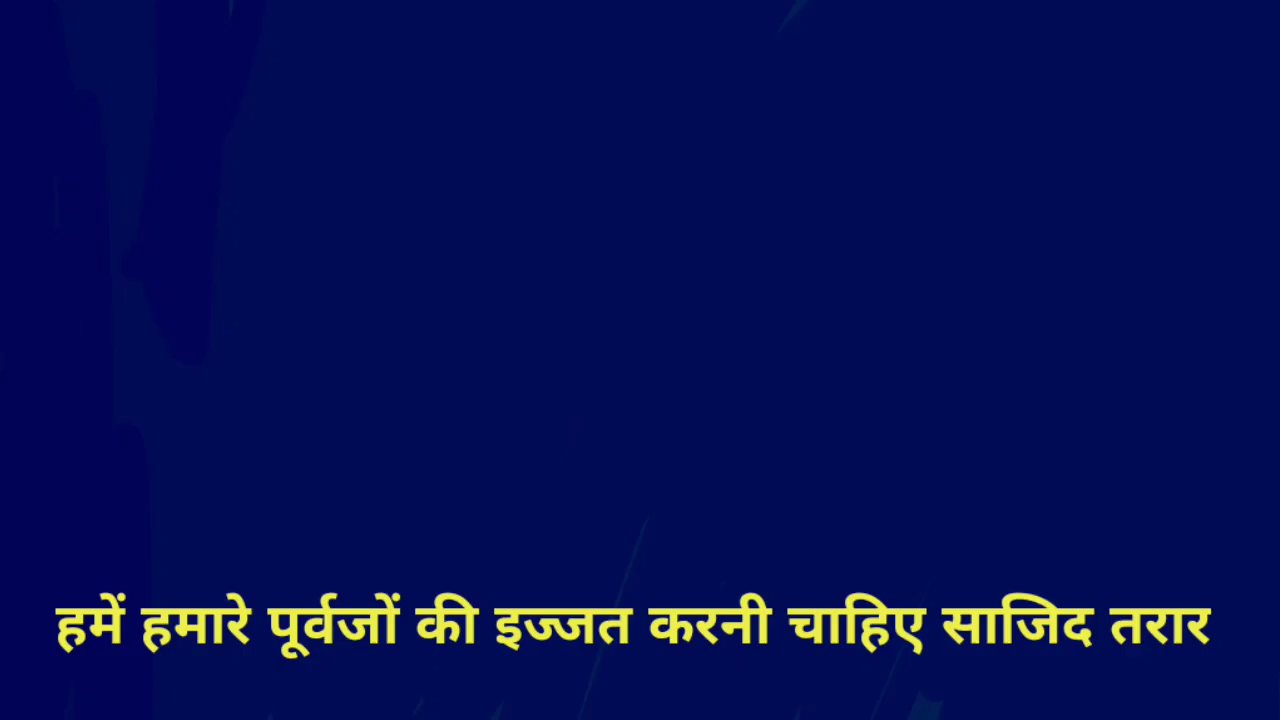 हमें हमारे पूर्वजों की इज्जत करनी चाहिए साजिद तरार